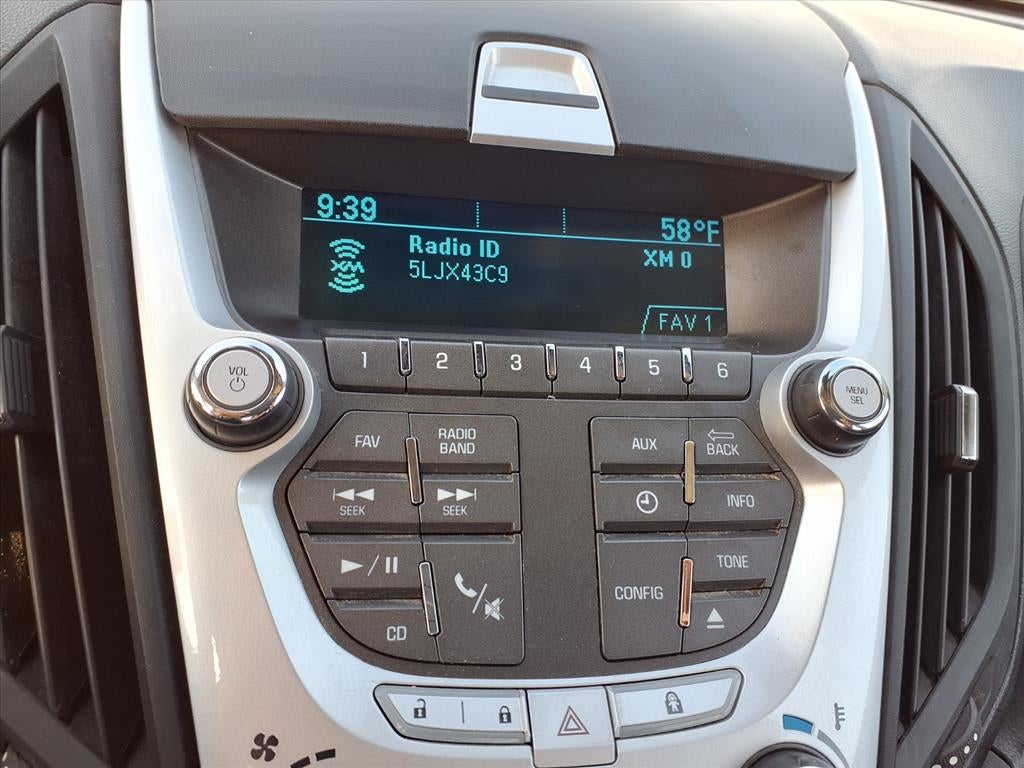 9:39
58°F
XM
Radio ID
XM 0
5LJX43C9
FAV 1
1 2 3 4 5 6
VOL
MENU
SEL
FAV
RADIO
BAND
AUX
BACK
SEEK
SEEK
INFO
CONFIG
TONE
CD